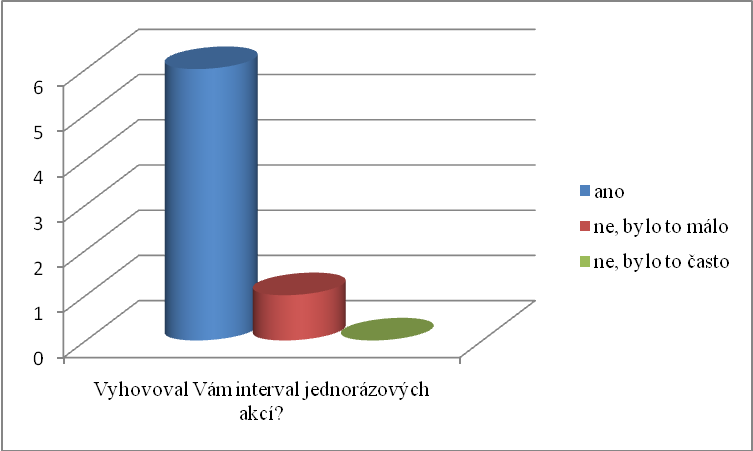 6
5
4
3
2
1
0
ano
ne, bylo to málo
ne, bylo to často
Vyhovoval Vám interval jednorázových
akcí?